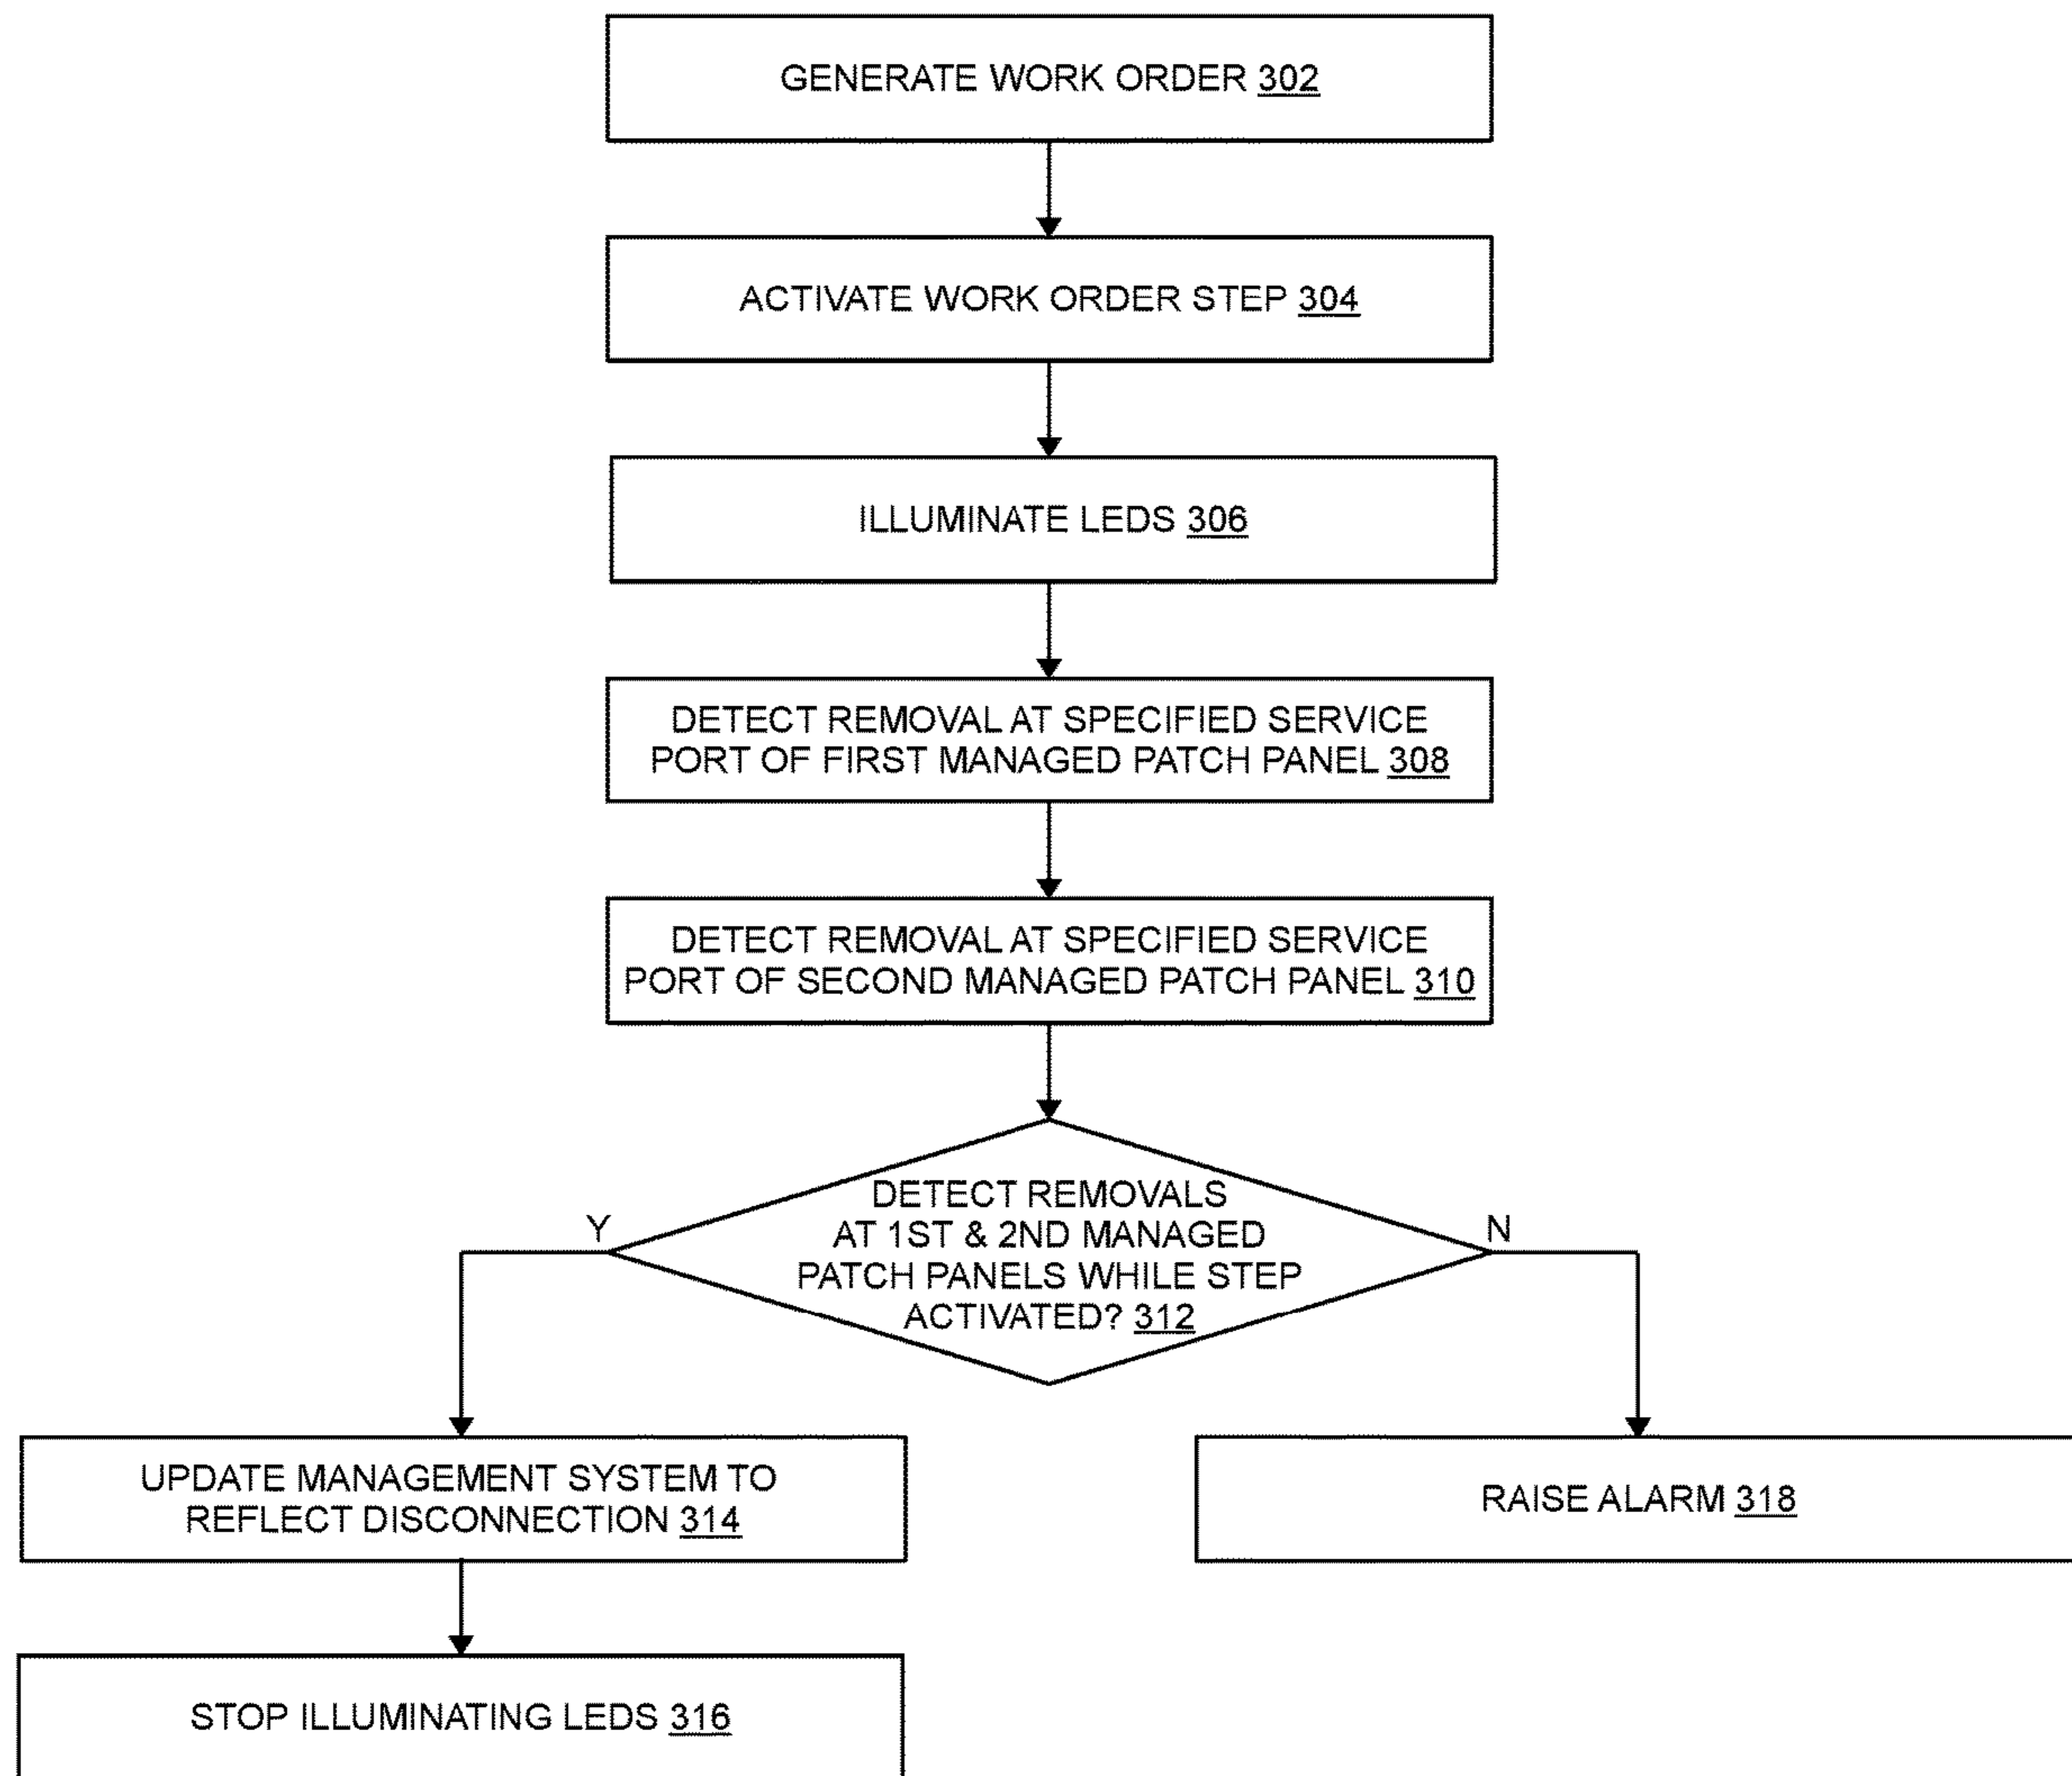 GENERATE WORK ORDER 302
ACTIVATE WORK ORDER STEP 304
ILLUMINATE LEDS 306
DETECT REMOVAL AT SPECIFIED SERVICE
PORT OF FIRST MANAGED PATCH PANEL 308
DETECT REMOVAL AT SPECIFIED SERVICE
PORT OF SECOND MANAGED PATCH PANEL 310
DETECT REMOVALS
AT 1ST & 2ND MANAGED
PATCH PANELS WHILE STEP
ACTIVATED? 312
Y
N
UPDATE MANAGEMENT SYSTEM TO
REFLECT DISCONNECTION 314
RAISE ALARM 318
STOP ILLUMINATING LEDS 316